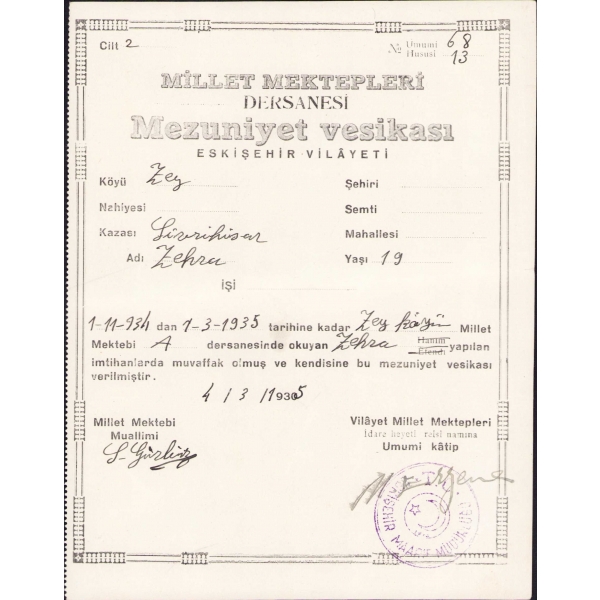 Cilt 2
№ Umumi 68
Hususi 13
MİLLET MEKTEPLERİ
DERSANESİ
Mezuniyet vesikası
ESKİŞEHİR VİLÂYETİ
Köyü Zey Şehiri
Nahiyesi Semti
Kazası Sivrihisar Mahallesi
Adı Zehra Yaşı 19
İşi
1-11-934 dan 1-3-1935 tarihine kadar Zey köyü Millet
Mektebi A dersanesinde okuyan Zehra Hanım Efendi yapılan
imtihanlarda muvaffak olmuş ve kendisine bu mezuniyet vesikası
verilmiştir.
4 / 3 / 1935
Millet Mektebi Vilâyet Millet Mektepleri
Muallimi İdare heyeti reisi namına
Umumi kâtip